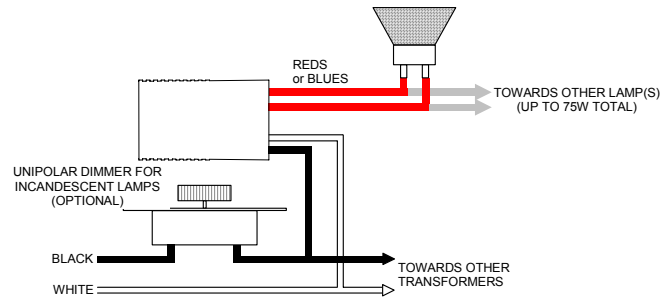 REDS
or BLUES
TOWARDS OTHER LAMP(S)
(UP TO 75W TOTAL)
UNIPOLAR DIMMER FOR
INCANDESCENT LAMPS
(OPTIONAL)
BLACK
TOWARDS OTHER
TRANSFORMERS
WHITE